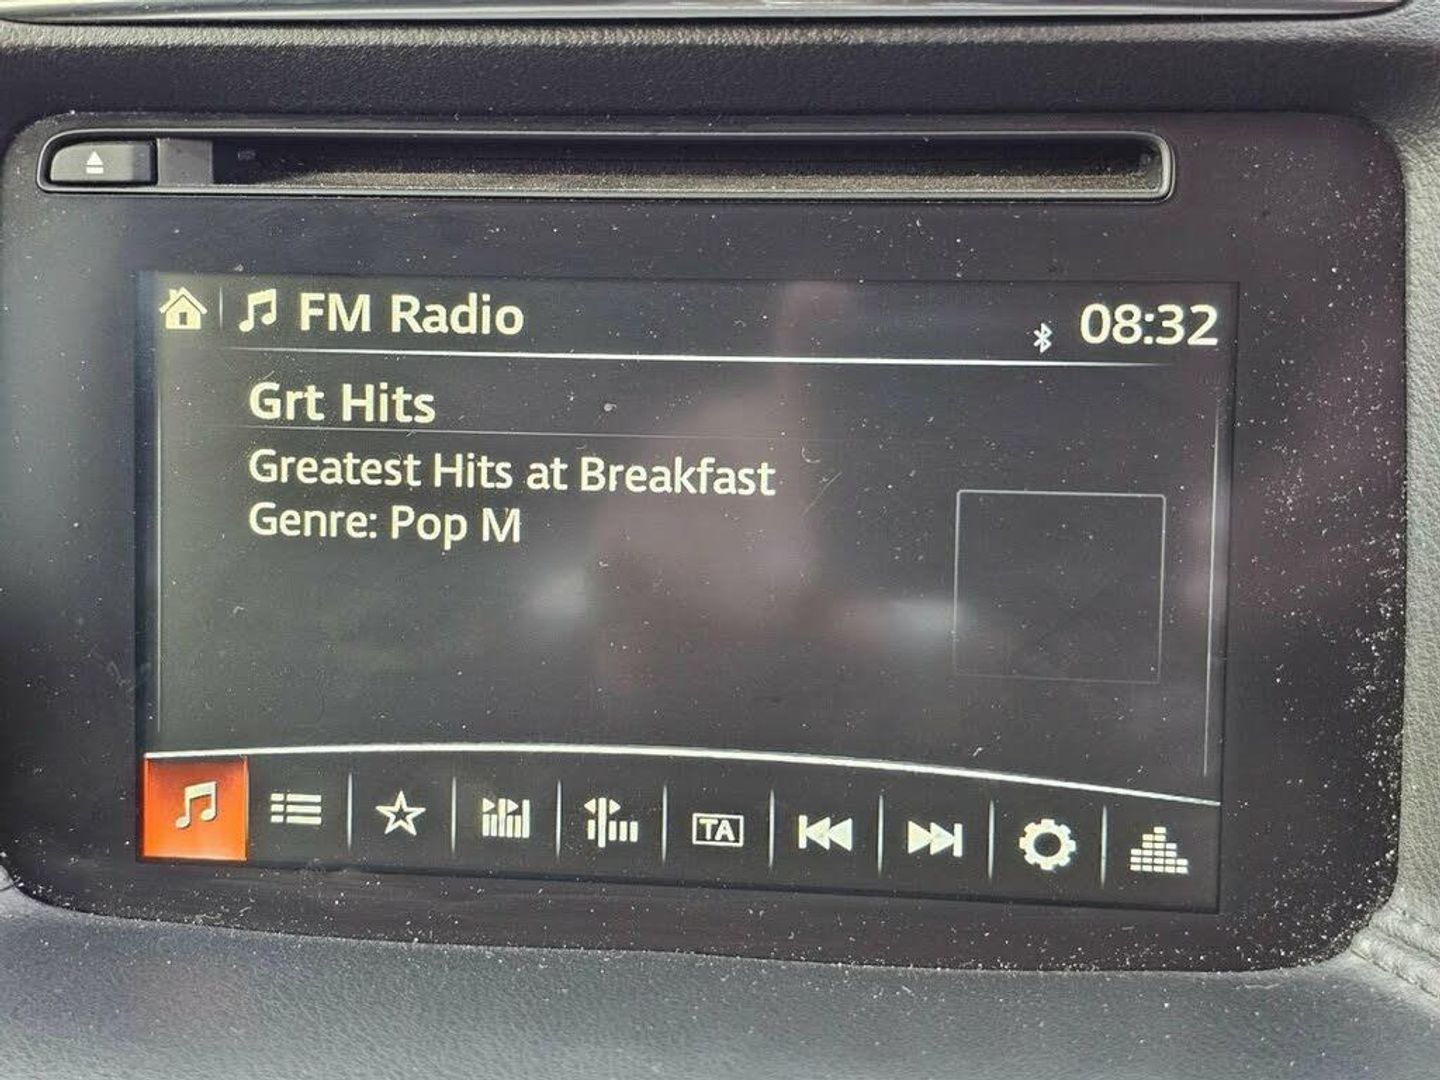 FM Radio
08:32
Grt Hits
Greatest Hits at Breakfast
Genre: Pop M
TA